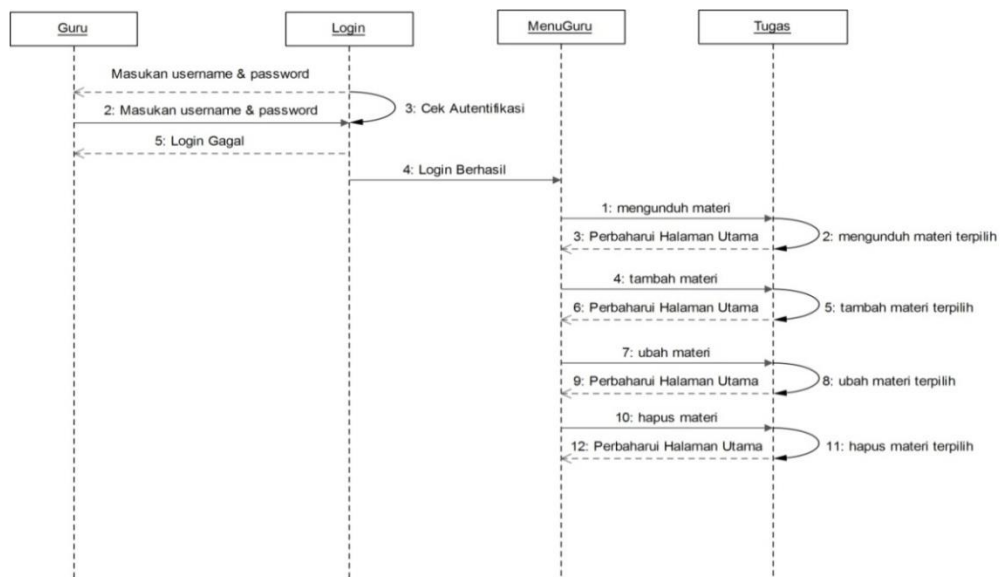 Guru
Login
MenuGuru
Tugas
Masukan username & password
2: Masukan username & password
3: Cek Autentifikasi
5: Login Gagal
4: Login Berhasil
1: mengunduh materi
3: Perbaharui Halaman Utama
2: mengunduh materi terpilih
4: tambah materi
6: Perbaharui Halaman Utama
5: tambah materi terpilih
7: ubah materi
9: Perbaharui Halaman Utama
8: ubah materi terpilih
10: hapus materi
12: Perbaharui Halaman Utama
11: hapus materi terpilih